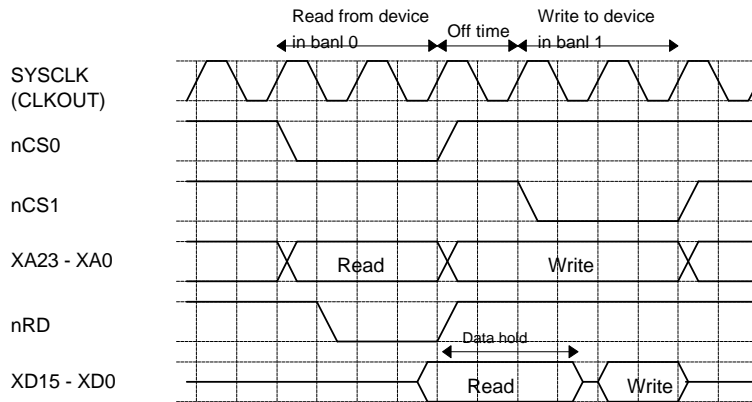 Read from device
in banl 0
Off time
Write to device
in banl 1
SYSCLK
(CLKOUT)
nCS0
nCS1
XA23 - XA0
Read
Write
nRD
Data hold
XD15 - XD0
Read
Write